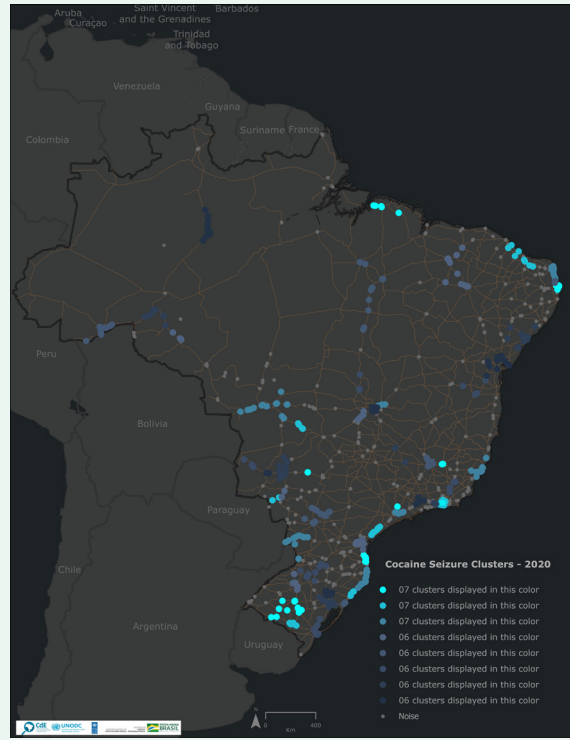 Aruba
Curaçao
Saint Vincent
and the Grenadines
Barbados
Trinidad
and Tobago
Venezuela
Guyana
Suriname
France
Colombia
Peru
Bolivia
Paraguay
Chile
Argentina
Uruguay
Cocaine Seizure Clusters - 2020
07 clusters displayed in this color
07 clusters displayed in this color
07 clusters displayed in this color
06 clusters displayed in this color
06 clusters displayed in this color
06 clusters displayed in this color
06 clusters displayed in this color
06 clusters displayed in this color
Noise
N
0 400
Km
CdE
UNODC
BRASIL